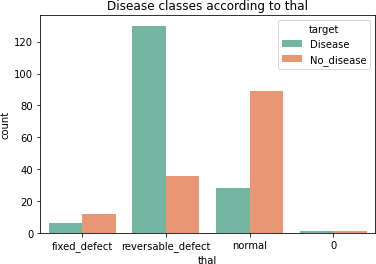 Disease classes according to thal
target
Disease
No_disease
120
100
80
60
40
20
0
count
fixed_defect reversable_defect normal 0
thal